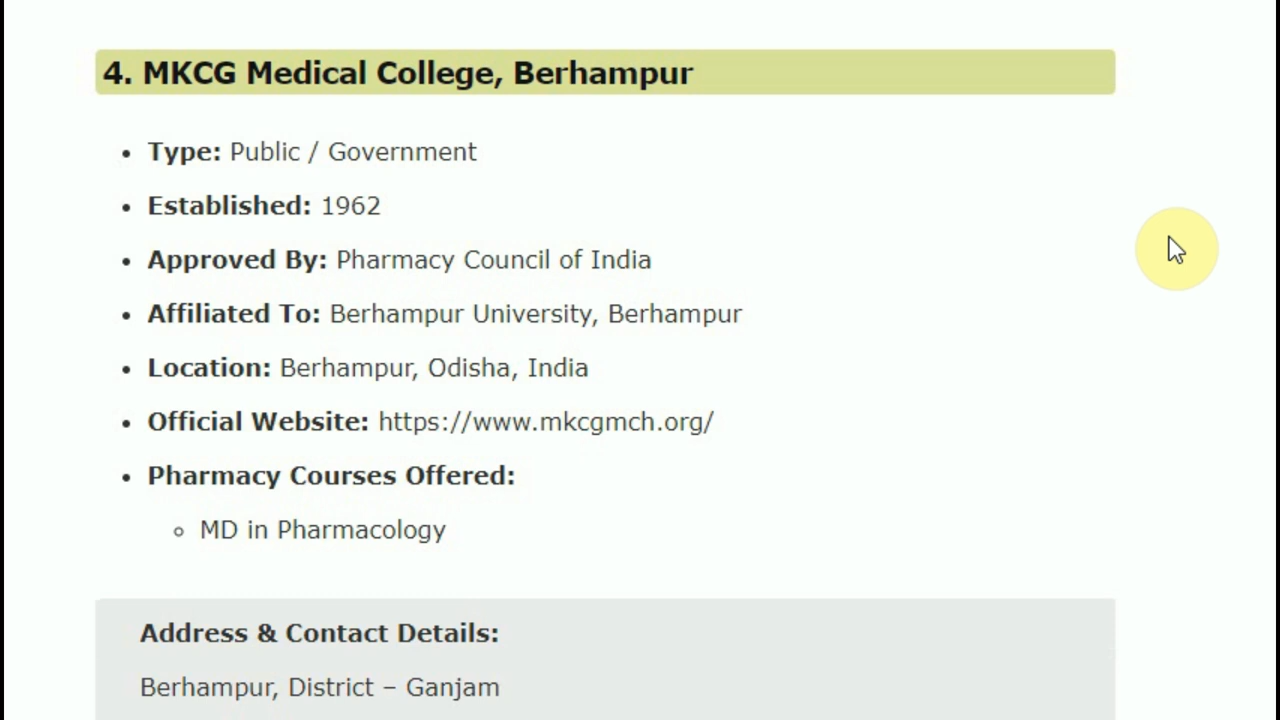 4. MKCG Medical College, Berhampur
• Type: Public / Government
• Established: 1962
• Approved By: Pharmacy Council of India
• Affiliated To: Berhampur University, Berhampur
• Location: Berhampur, Odisha, India
• Official Website: https://www.mkcgmch.org/
• Pharmacy Courses Offered:
◦ MD in Pharmacology
Address & Contact Details:
Berhampur, District – Ganjam